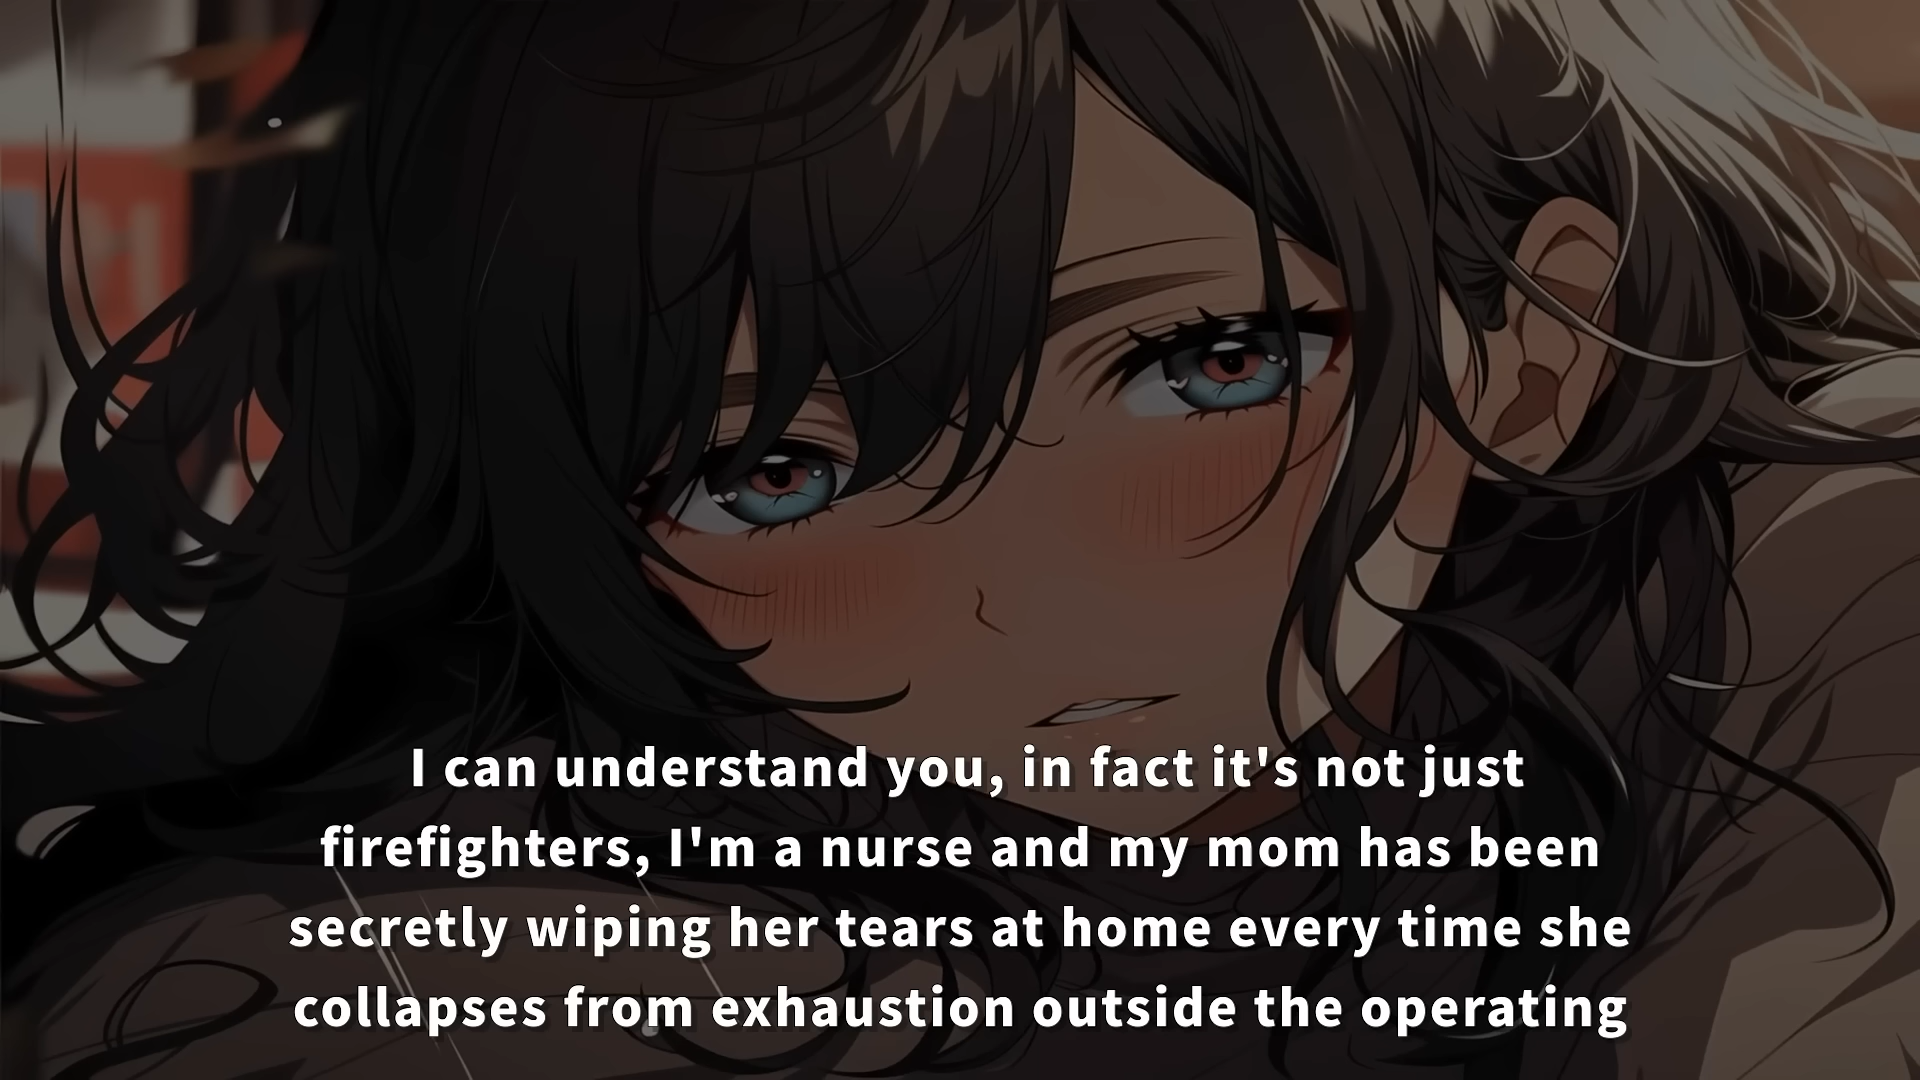 I can understand you, in fact it's not just
firefighters, I'm a nurse and my mom has been
secretly wiping her tears at home every time she
collapses from exhaustion outside the operating